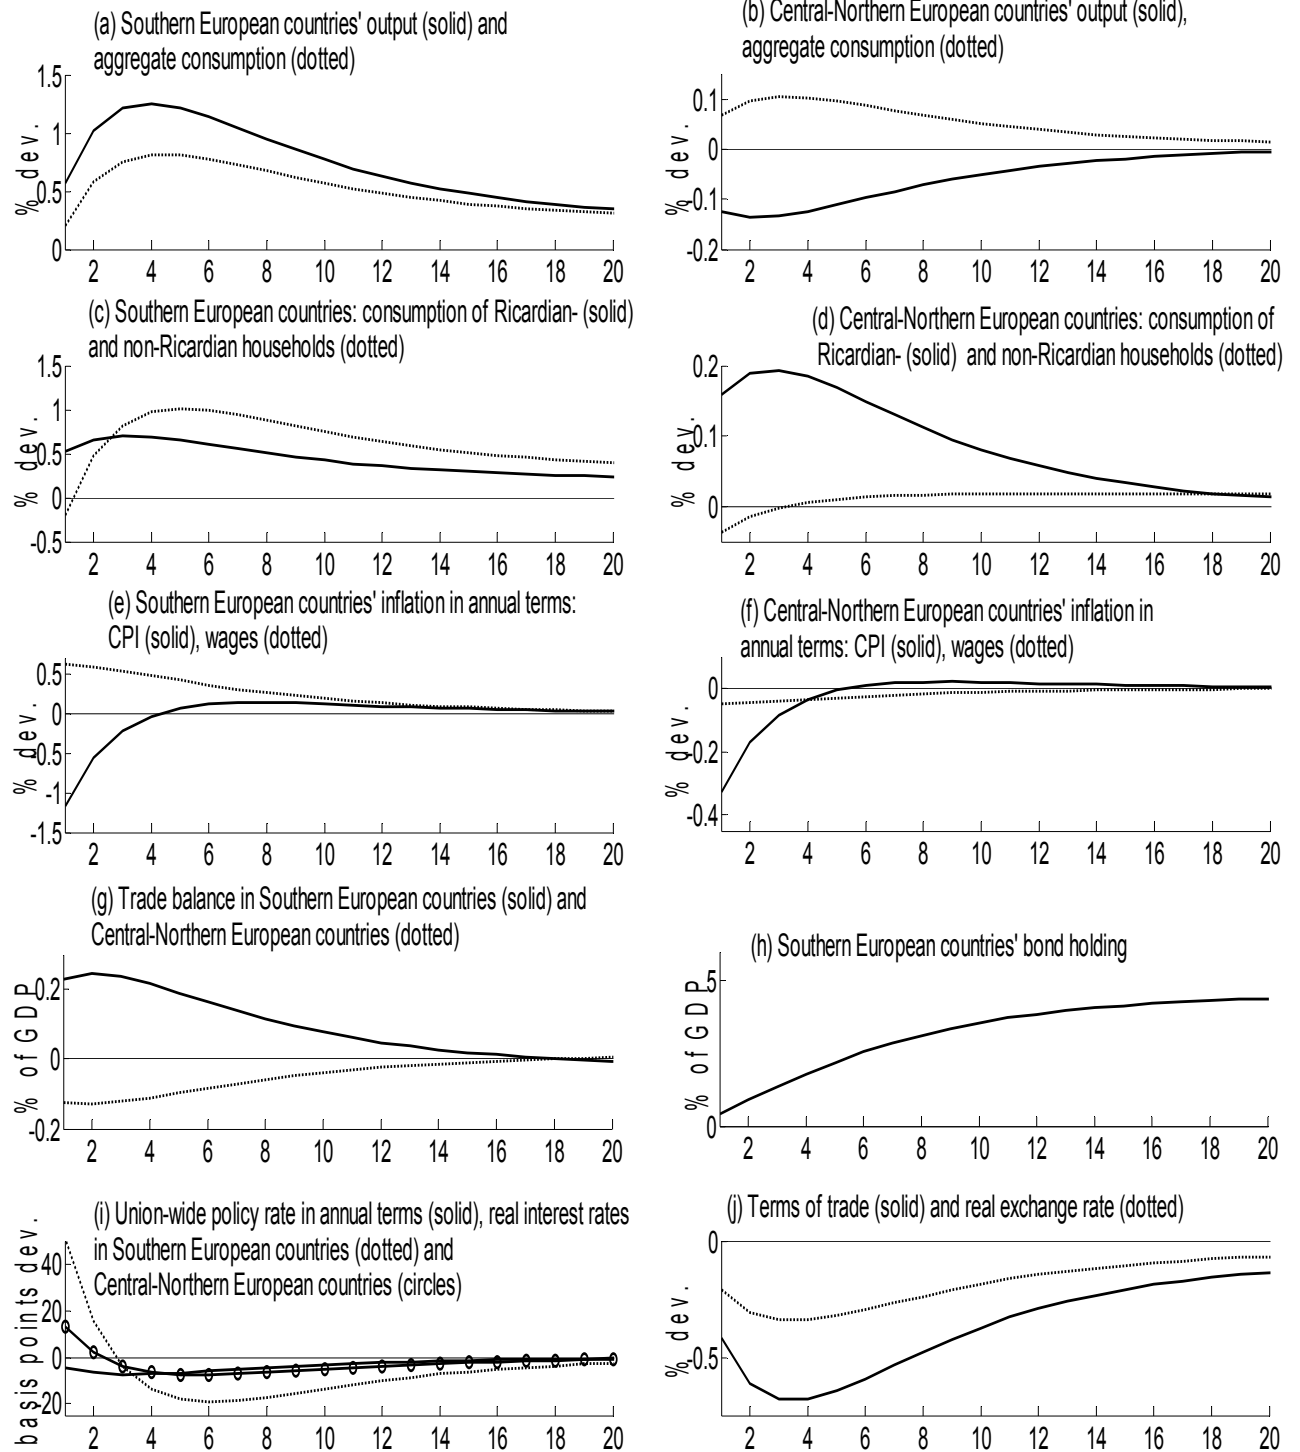 (a) Southern European countries' output (solid) and
aggregate consumption (dotted)
% dev.
1.5
1
0.5
0
2 4 6 8 10 12 14 16 18 20
(b) Central-Northern European countries' output (solid),
aggregate consumption (dotted)
% dev.
0.1
0
-0.1
-0.2
2 4 6 8 10 12 14 16 18 20
(c) Southern European countries: consumption of Ricardian- (solid)
and non-Ricardian households (dotted)
% dev.
1.5
1
0.5
0
-0.5
2 4 6 8 10 12 14 16 18 20
(d) Central-Northern European countries: consumption of
Ricardian- (solid) and non-Ricardian households (dotted)
% dev.
0.2
0.1
0
2 4 6 8 10 12 14 16 18 20
(e) Southern European countries' inflation in annual terms:
CPI (solid), wages (dotted)
% dev.
0.5
0
-0.5
-1
-1.5
2 4 6 8 10 12 14 16 18 20
(f) Central-Northern European countries' inflation in
annual terms: CPI (solid), wages (dotted)
% dev.
0
-0.2
-0.4
2 4 6 8 10 12 14 16 18 20
(g) Trade balance in Southern European countries (solid) and
Central-Northern European countries (dotted)
% of GDP
0.2
0
-0.2
2 4 6 8 10 12 14 16 18 20
(h) Southern European countries' bond holding
% of GDP
5
0
2 4 6 8 10 12 14 16 18 20
(i) Union-wide policy rate in annual terms (solid), real interest rates
in Southern European countries (dotted) and
Central-Northern European countries (circles)
basis points dev.
40
20
0
-20
2 4 6 8 10 12 14 16 18 20
(j) Terms of trade (solid) and real exchange rate (dotted)
% dev.
0
-0.5
2 4 6 8 10 12 14 16 18 20